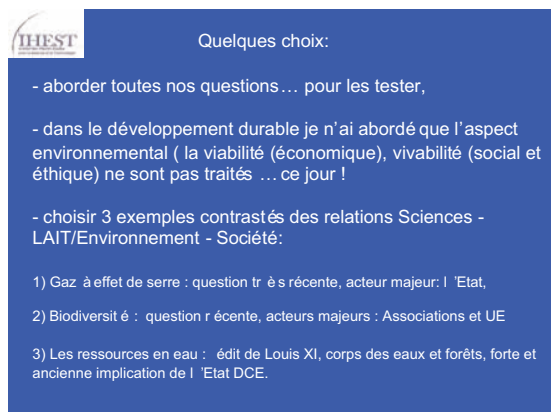 IHEST
Quelques choix:
- aborder toutes nos questions… pour les tester,
- dans le développement durable je n'ai abordé que l'aspect
environnemental ( la viabilité (économique), vivabilité (social et
éthique) ne sont pas traités … ce jour !
- choisir 3 exemples contrastés des relations Sciences -
LAIT/Environnement - Société:
1) Gaz à effet de serre : question tr è s récente, acteur majeur: l 'Etat,
2) Biodiversit é : question r écente, acteurs majeurs : Associations et UE
3) Les ressources en eau : édit de Louis XI, corps des eaux et forêts, forte et
ancienne implication de l 'Etat DCE.